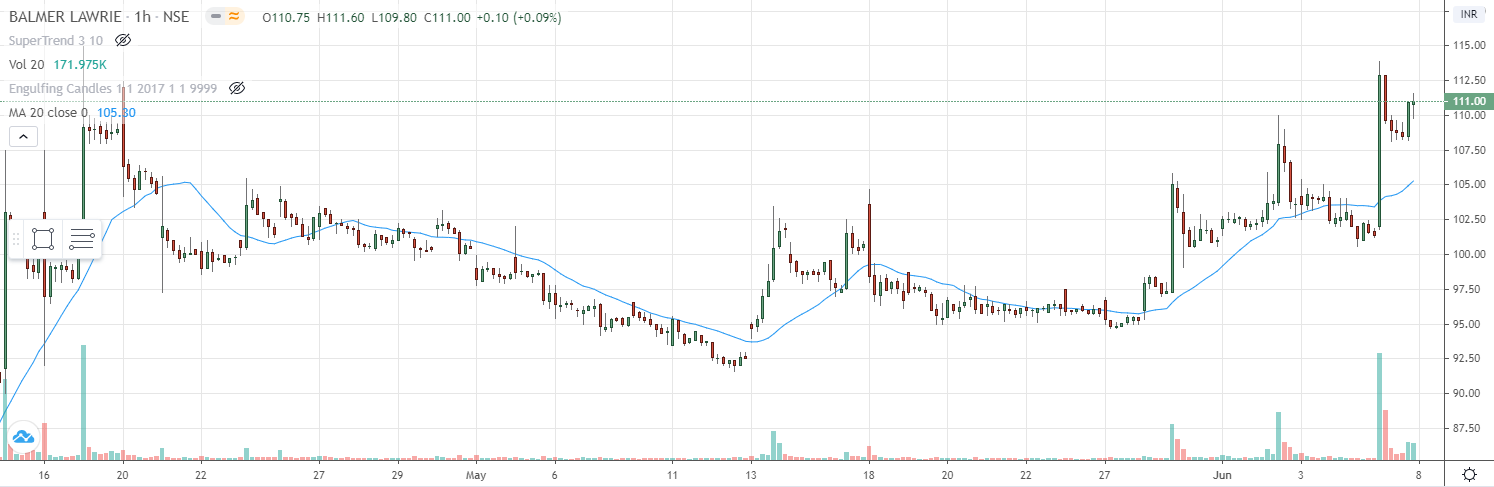 BALMER LAWRIE · 1h · NSE O110.75 H111.60 L109.80 C111.00 +0.10 (+0.09%)
INR
SuperTrend 3 10
Vol 20 171.975K
Engulfing Candles 1 1 2017 1 1 9999
MA 20 close 0 105.30
115.00
112.50
111.00
110.00
107.50
105.00
102.50
100.00
97.50
95.00
92.50
90.00
87.50
16 20 22 27 29 May 6 11 13 18 20 22 27 Jun 3 8